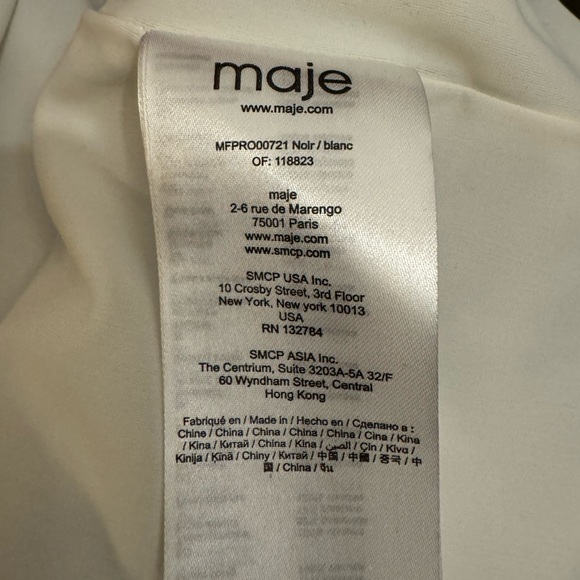 maje
www.maje.com
MFPRO00721 Noir / blanc
OF: 118823
maje
2-6 rue de Marengo
75001 Paris
www.maje.com
www.smcp.com
SMCP USA Inc.
10 Crosby Street, 3rd Floor
New York, New york 10013
USA
RN 132784
SMCP ASIA Inc.
The Centrium, Suite 3203A-5A 32/F
60 Wyndham Street, Central
Hong Kong
Fabriqué en / Made in / Hecho en / Сделано в :
Chine / China / China / China / China / Cina / Kina
/ Kina / Китай / China / Kina / الصين / Çin / Kiva /
Kinija / Ķīnā / Chiny / Китай / 中国 / 中國 / 중국 / 中
国 / China / จีน